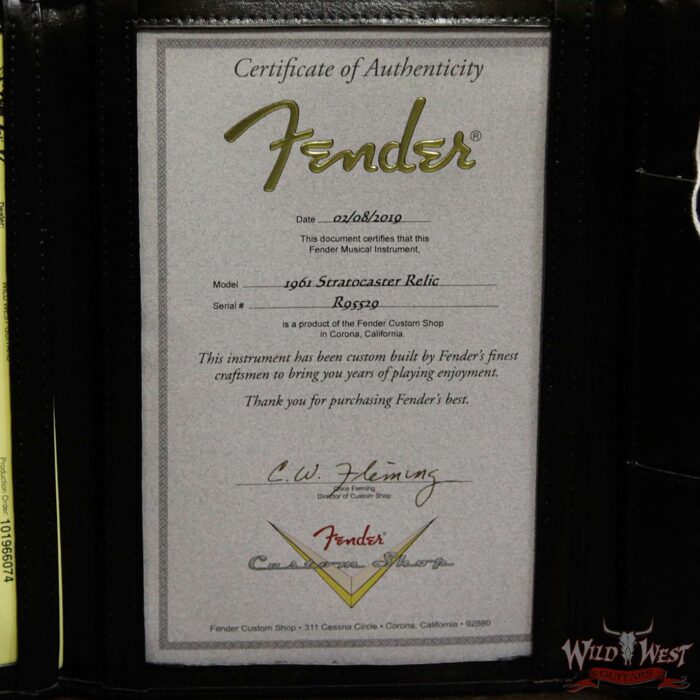 Certificate of Authenticity
Fender®
Date 02/08/2019
This document certifies that this
Fender Musical Instrument,
Model 1961 Stratocaster Relic
Serial # R95529
is a product of the Fender Custom Shop
in Corona, California.
This instrument has been custom built by Fender's finest
craftsmen to bring you years of playing enjoyment.
Thank you for purchasing Fender's best.
C.W. Fleming
Chris Fleming
Director of Custom Shop
Fender
Custom Shop
Fender Custom Shop • 311 Cessna Circle • Corona, California • 92880
Dealer:
Production Order: 101966074
WILD WEST
GUITARS